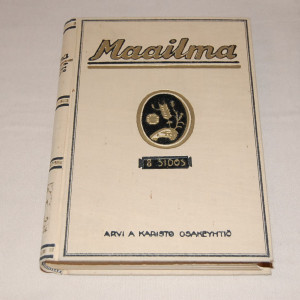 Maailma
8 SIDOS
ARVI A KARISTO OSAKEYHTIÖ